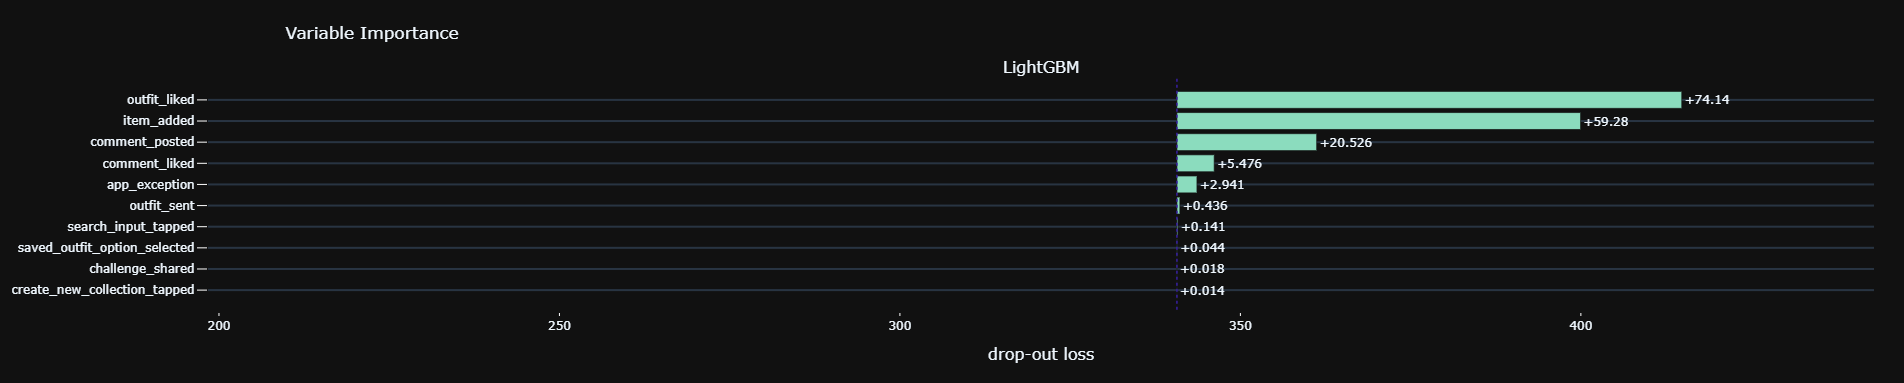 Variable Importance
LightGBM
outfit_liked +74.14
item_added +59.28
comment_posted +20.526
comment_liked +5.476
app_exception +2.941
outfit_sent +0.436
search_input_tapped +0.141
saved_outfit_option_selected +0.044
challenge_shared +0.018
create_new_collection_tapped +0.014
200 250 300 350 400
drop-out loss